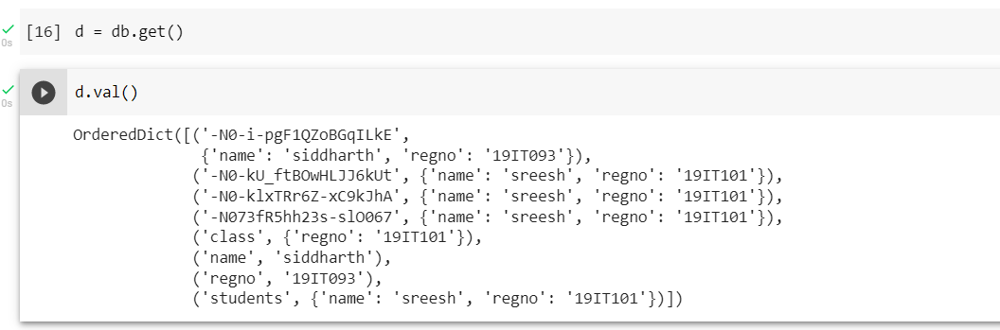 [16] d = db.get()
0s
d.val()
0s
OrderedDict([('-N0-i-pgF1QZoBGqILkE',
{'name': 'siddharth', 'regno': '19IT093'}),
('-N0-kU_ftBOwHLJJ6kUt', {'name': 'sreesh', 'regno': '19IT101'}),
('-N0-klxTRr6Z-xC9kJhA', {'name': 'sreesh', 'regno': '19IT101'}),
('-N073fR5hh23s-slO067', {'name': 'sreesh', 'regno': '19IT101'}),
('class', {'regno': '19IT101'}),
('name', 'siddharth'),
('regno', '19IT093'),
('students', {'name': 'sreesh', 'regno': '19IT101'})])